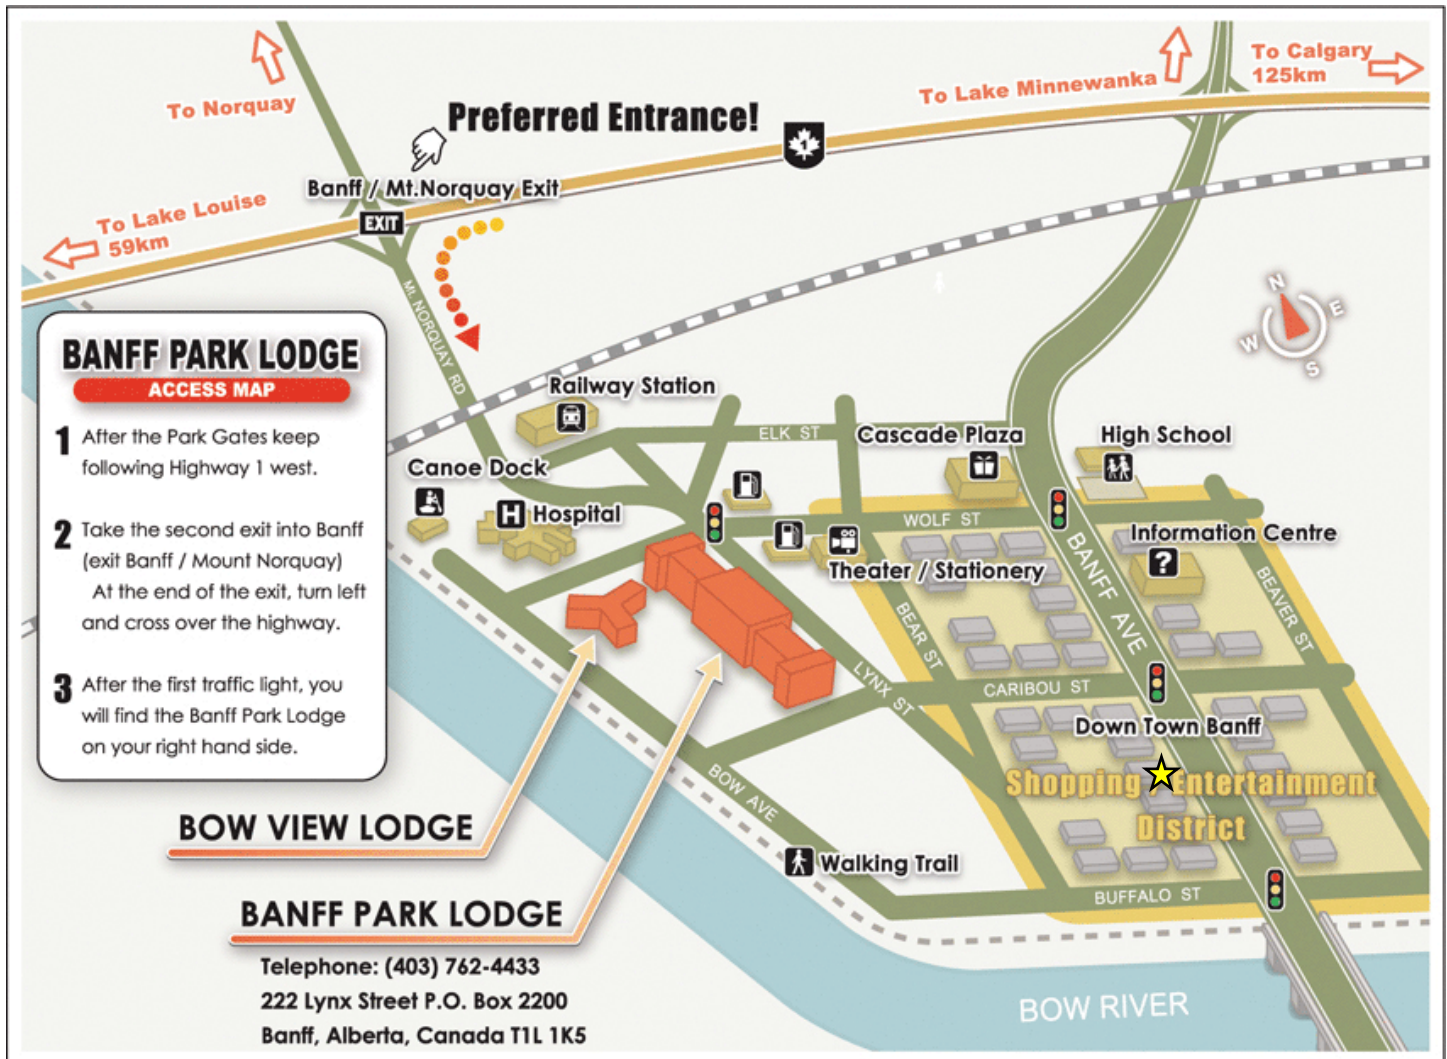 To Norquay
To Lake Minnewanka
To Calgary
125km
Preferred Entrance!
1
Banff / Mt.Norquay Exit
EXIT
To Lake Louise
59km
Mt. NORQUAY RD
N
E
W
S
BANFF PARK LODGE
ACCESS MAP
1 After the Park Gates keep
following Highway 1 west.
2 Take the second exit into Banff
(exit Banff / Mount Norquay)
At the end of the exit, turn left
and cross over the highway.
3 After the first traffic light, you
will find the Banff Park Lodge
on your right hand side.
Railway Station
ELK ST
Cascade Plaza
High School
Canoe Dock
H Hospital
WOLF ST
Information Centre
?
Theater / Stationery
BANFF AVE
BEAVER ST
BEAR ST
LYNX ST
CARIBOU ST
Down Town Banff
Shopping / Entertainment
District
BOW AVE
BOW VIEW LODGE
Walking Trail
BUFFALO ST
BANFF PARK LODGE
Telephone: (403) 762-4433
222 Lynx Street P.O. Box 2200
Banff, Alberta, Canada T1L 1K5
BOW RIVER